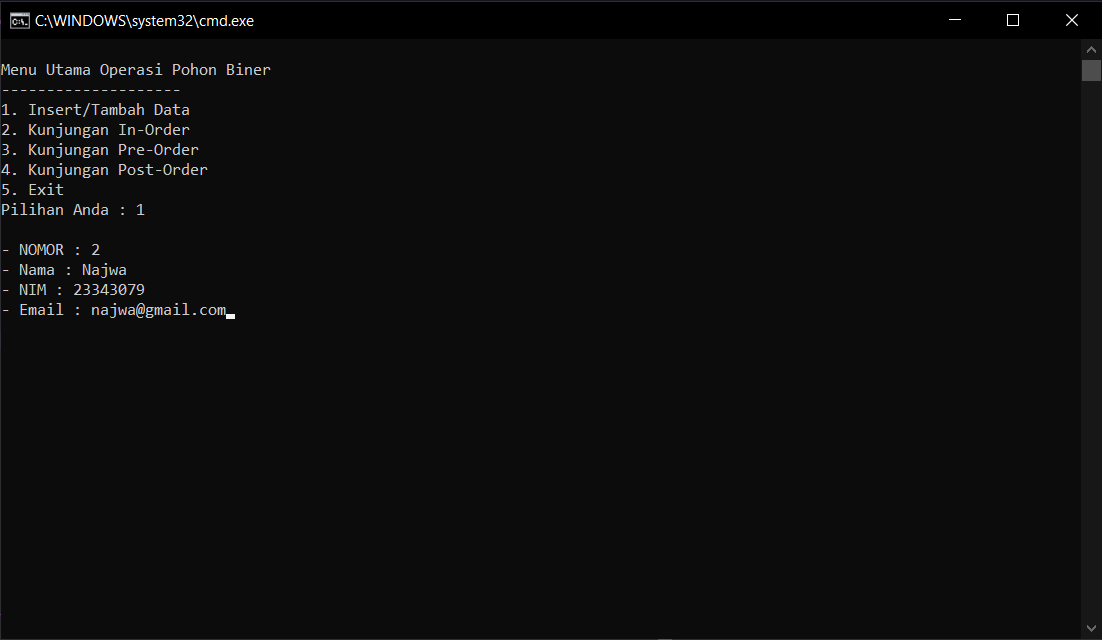 C:\WINDOWS\system32\cmd.exe
Menu Utama Operasi Pohon Biner
--------------------
1. Insert/Tambah Data
2. Kunjungan In-Order
3. Kunjungan Pre-Order
4. Kunjungan Post-Order
5. Exit
Pilihan Anda : 1
- NOMOR : 2
- Nama : Najwa
- NIM : 23343079
- Email : najwa@gmail.com